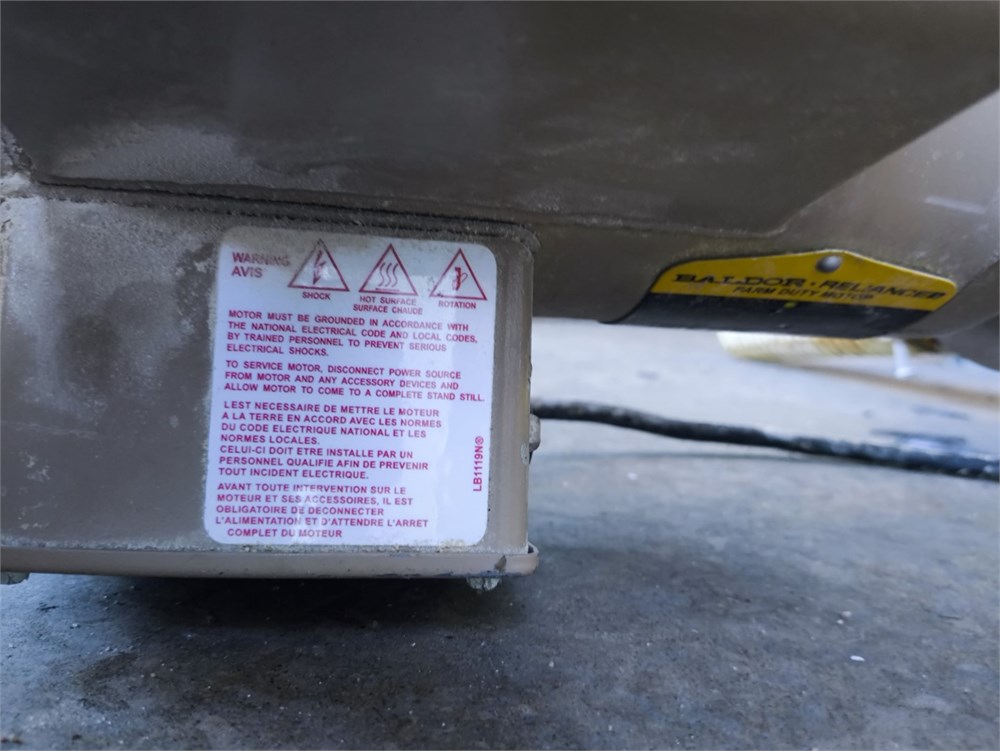 WARNING
AVIS
SHOCK
HOT SURFACE
SURFACE CHAUDE
ROTATION
MOTOR MUST BE GROUNDED IN ACCORDANCE WITH
THE NATIONAL ELECTRICAL CODE AND LOCAL CODES,
BY TRAINED PERSONNEL TO PREVENT SERIOUS
ELECTRICAL SHOCKS.
TO SERVICE MOTOR, DISCONNECT POWER SOURCE
FROM MOTOR AND ANY ACCESSORY DEVICES AND
ALLOW MOTOR TO COME TO A COMPLETE STAND STILL.
LEST NECESSAIRE DE METTRE LE MOTEUR
A LA TERRE EN ACCORD AVEC LES NORMES
DU CODE ELECTRIQUE NATIONAL ET LES
NORMES LOCALES.
CELUI-CI DOIT ETRE INSTALLE PAR UN
PERSONNEL QUALIFIE AFIN DE PREVENIR
TOUT INCIDENT ELECTRIQUE.
AVANT TOUTE INTERVENTION SUR LE
MOTEUR ET SES ACCESSOIRES, IL EST
OBLIGATOIRE DE DECONNECTER
L'ALIMENTATION ET D'ATTENDRE L'ARRET
COMPLET DU MOTEUR
LB1119N®
BALDOR · RELIANCER
FARM DUTY MOTOR